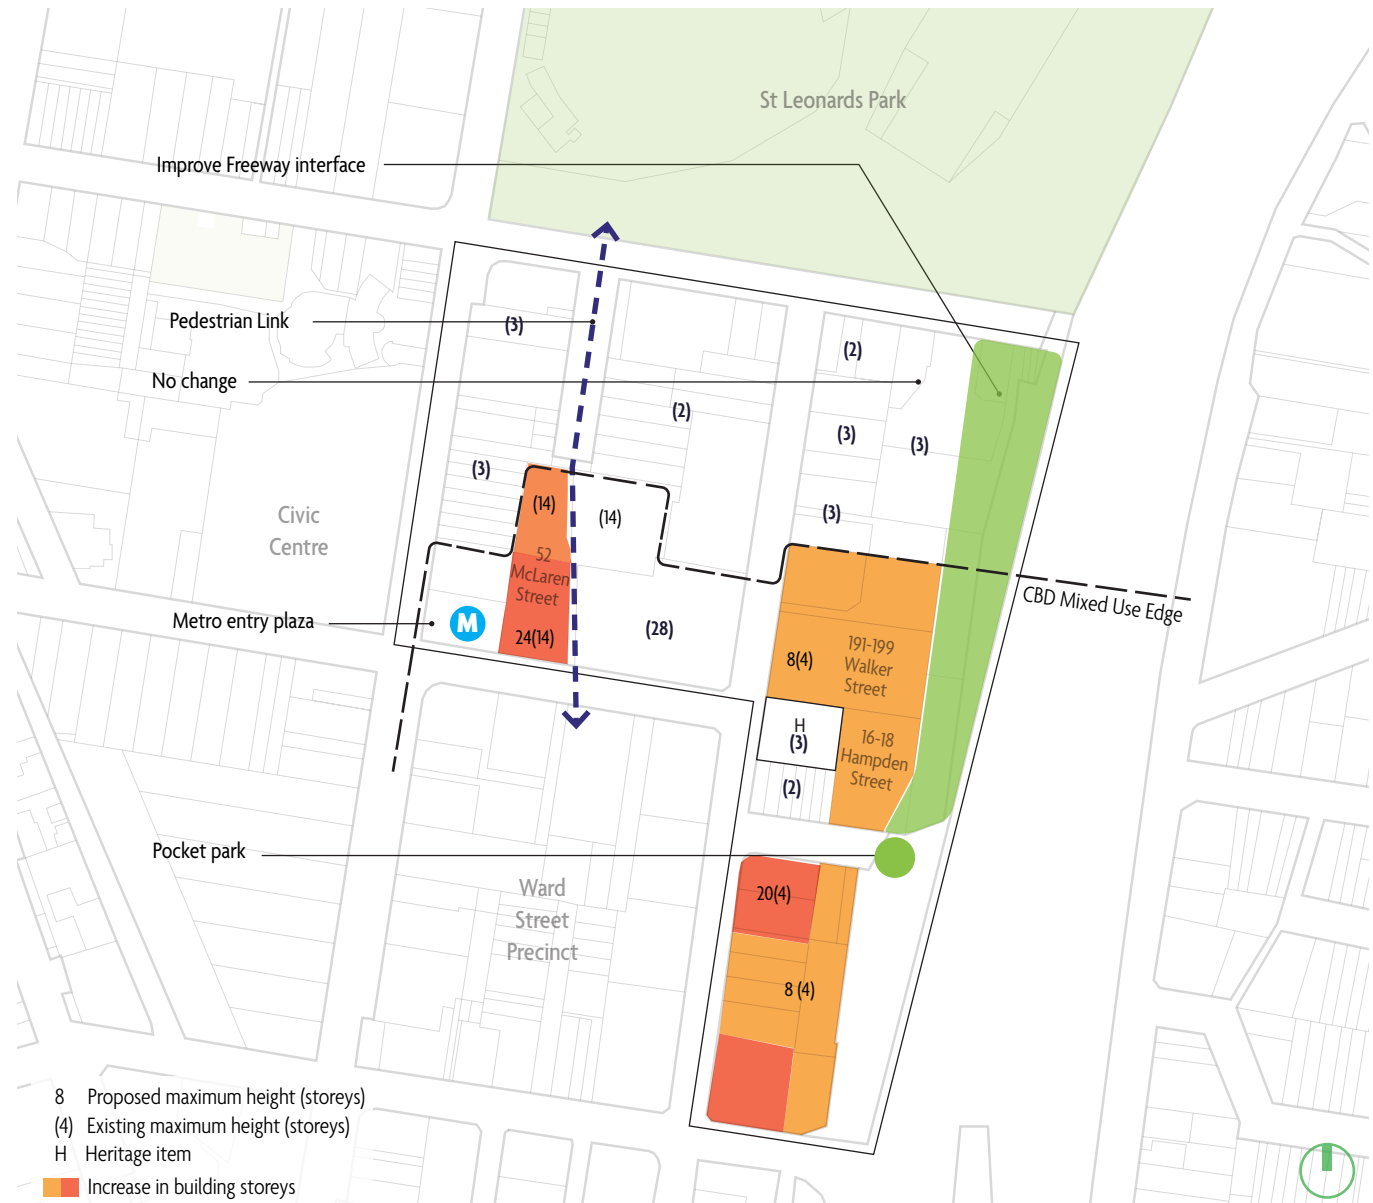 St Leonards Park
Improve Freeway interface
Pedestrian Link
(3)
(2)
No change
(2)
(3)
(3)
(3)
(14)
(14)
(3)
Civic
Centre
52
McLaren
Street
CBD Mixed Use Edge
Metro entry plaza
M
24(14)
(28)
191-199
Walker
Street
8(4)
H
(3)
16-18
Hampden
Street
(2)
Pocket park
Ward
Street
Precinct
20(4)
8 (4)
8 Proposed maximum height (storeys)
(4) Existing maximum height (storeys)
H Heritage item
Increase in building storeys